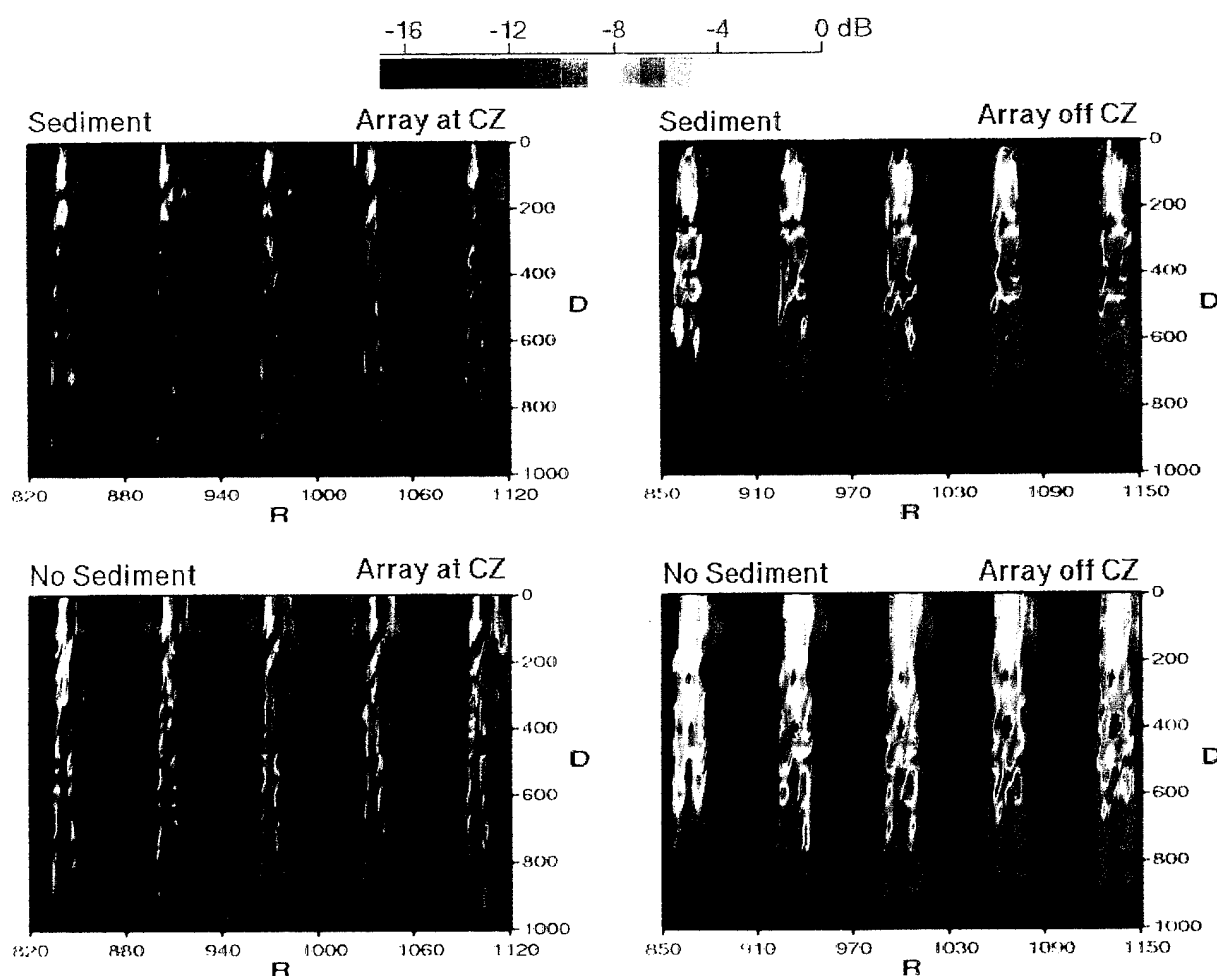 -16 -12 -8 -4 0 dB
Sediment Array at CZ
0
200
400
600
800
1000
D
820 880 940 1000 1060 1120
R
Sediment Array off CZ
0
200
400
600
800
1000
D
850 910 970 1030 1090 1150
R
No Sediment Array at CZ
0
200
400
600
800
1000
D
820 880 940 1000 1060 1120
R
No Sediment Array off CZ
0
200
400
600
800
1000
D
850 910 970 1030 1090 1150
R